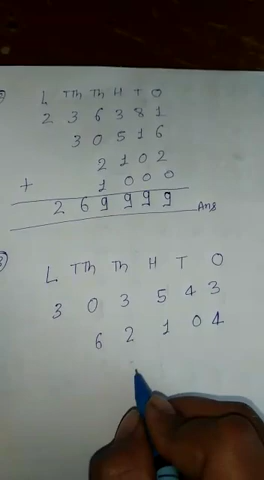 L TTh Th H T O
2 3 6 3 8 1
3 0 5 1 6
2 1 0 2
+ 1 0 0 0
2 6 9 9 9 9 Ans
L TTh Th H T O
3 0 3 5 4 3
6 2 1 0 4